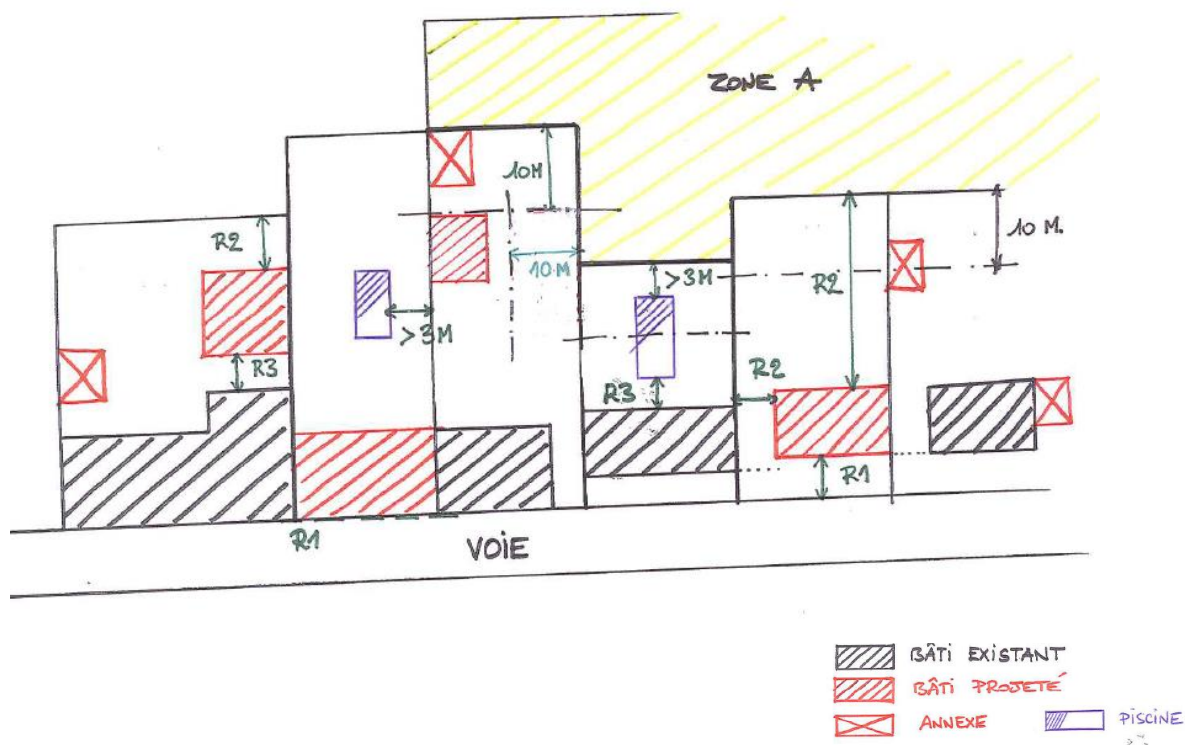 ZONE A
10M
R2
10 M.
10 M
>3M
R2
>3M
R3
R2
R3
R1
R1
VOIE
BÂTI EXISTANT
BÂTI PROJETÉ
ANNEXE
PISCINE